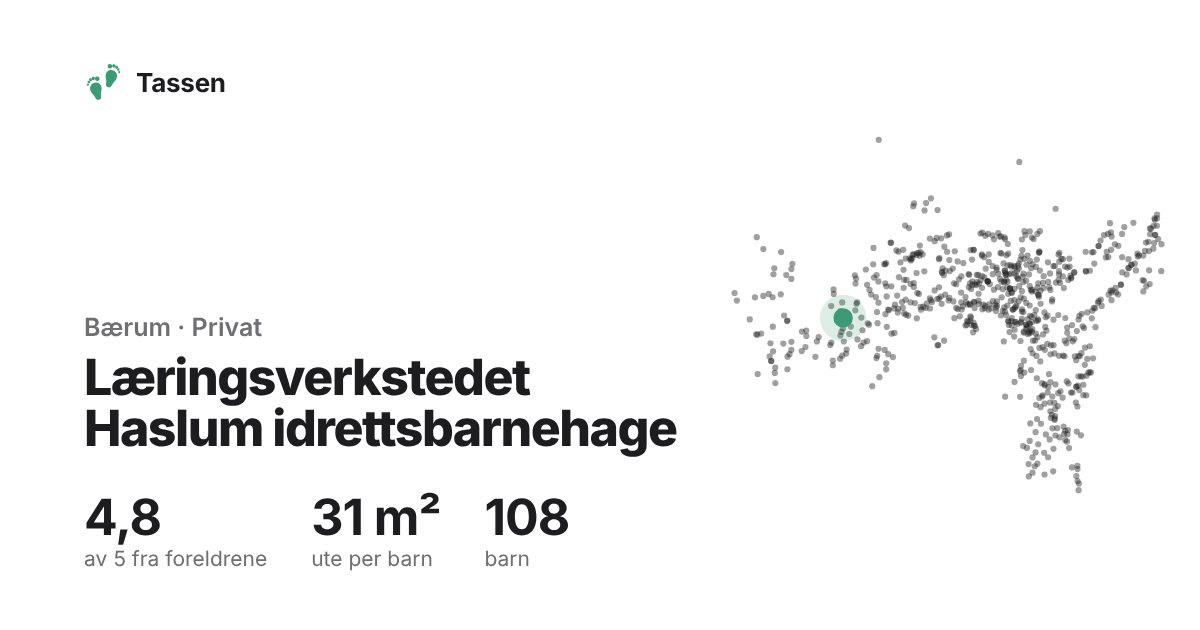 Tassen
Bærum · Privat
Læringsverkstedet
Haslum idrettsbarnehage
4,8
av 5 fra foreldrene
31 m²
ute per barn
108
barn